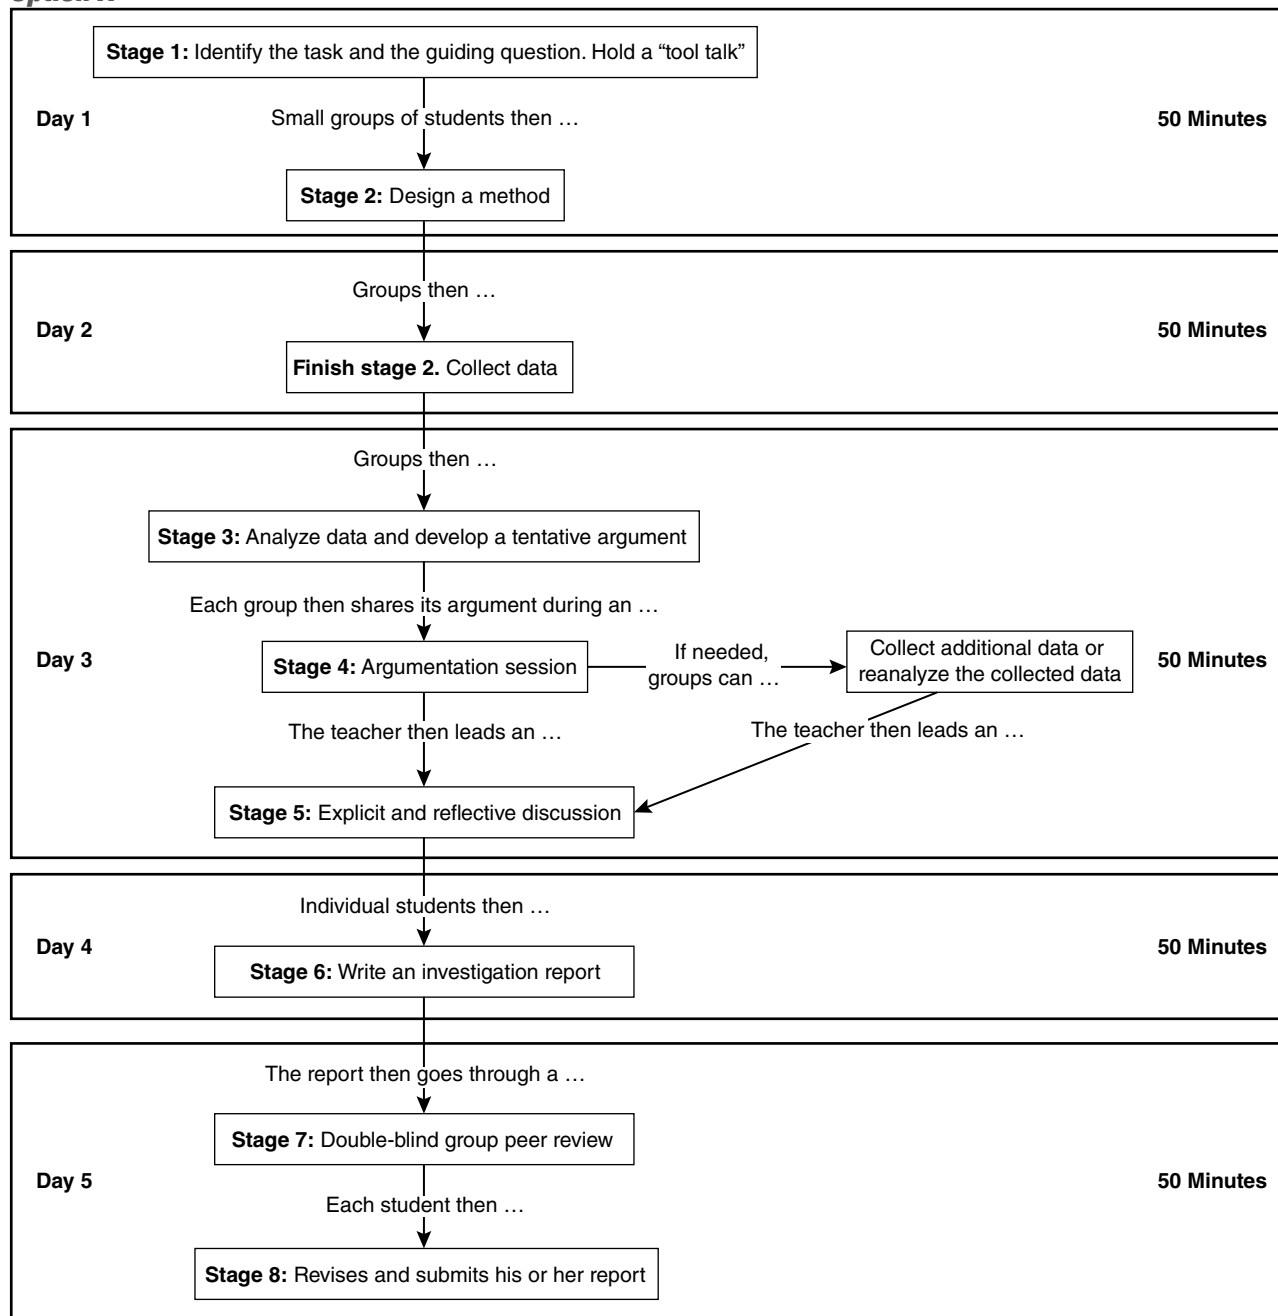 Stage 1: Identify the task and the guiding question. Hold a “tool talk”
Day 1
Small groups of students then …
50 Minutes
Stage 2: Design a method
Groups then …
Day 2
50 Minutes
Finish stage 2. Collect data
Groups then …
Stage 3: Analyze data and develop a tentative argument
Each group then shares its argument during an …
Day 3
Stage 4: Argumentation session
If needed,
groups can …
Collect additional data or
reanalyze the collected data
50 Minutes
The teacher then leads an …
The teacher then leads an …
Stage 5: Explicit and reflective discussion
Individual students then …
Day 4
50 Minutes
Stage 6: Write an investigation report
The report then goes through a …
Stage 7: Double-blind group peer review
Day 5
50 Minutes
Each student then …
Stage 8: Revises and submits his or her report